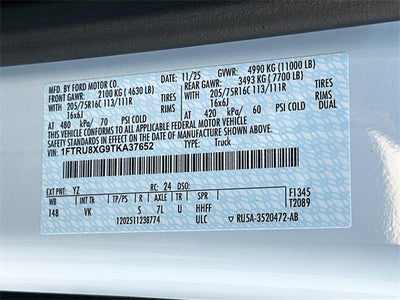 MFD. BY FORD MOTOR CO. 11/25 GVWR: 4990 KG (11000 LB)
FRONT GAWR: 2100 KG (4630 LB) REAR GAWR: 3493 KG (7700 LB)
205/75R16C 113/111R TIRES 205/75R16C 113/111R TIRES
16x6J RIMS 16x6J RIMS
AT 480 kPa/ 70 PSI COLD AT 420 kPa/ 60 PSI COLD
THIS VEHICLE CONFORMS TO ALL APPLICABLE FEDERAL MOTOR VEHICLE
SAFETY STANDARDS IN EFFECT ON THE DATE OF MANUFACTURE SHOWN ABOVE.
VIN: 1FTRU8XG9TKA37652 TYPE: Truck
EXT PNT: YZ RC: 24 DSO: F1345
WB INT TR TP/PS R AXLE TR SPR T2089
148 VK S 7L U HHFF
1202511238774 ULC RU5A-3520472-AB